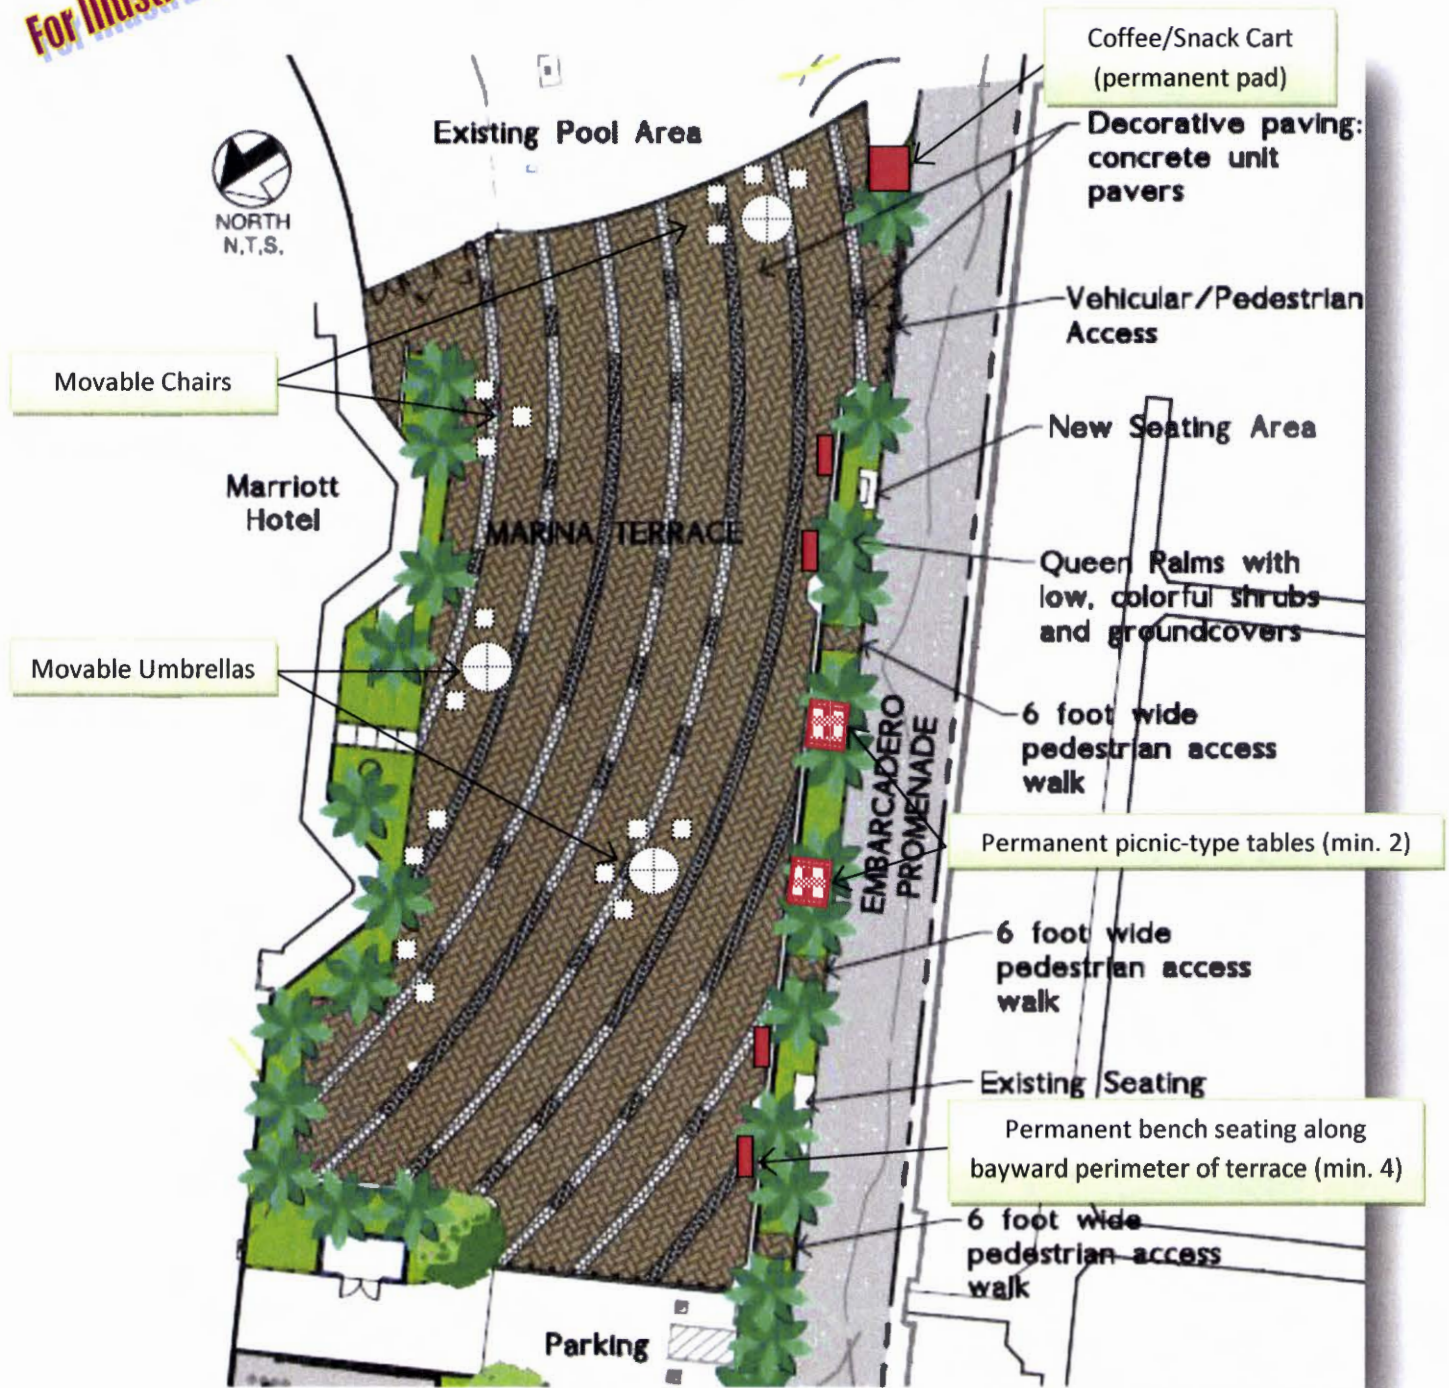 For
Coffee/Snack Cart
(permanent pad)
Existing Pool Area
Decorative paving:
concrete unit
pavers
NORTH
N.T.S.
Vehicular/Pedestrian
Access
Movable Chairs
New Seating Area
Marriott
Hotel
MARINA TERRACE
Queen Palms with
low, colorful shrubs
and groundcovers
Movable Umbrellas
6 foot wide
pedestrian access
walk
EMBARCADERO
PROMENADE
Permanent picnic-type tables (min. 2)
6 foot wide
pedestrian access
walk
Existing Seating
Permanent bench seating along
bayward perimeter of terrace (min. 4)
6 foot wide
pedestrian access
walk
Parking